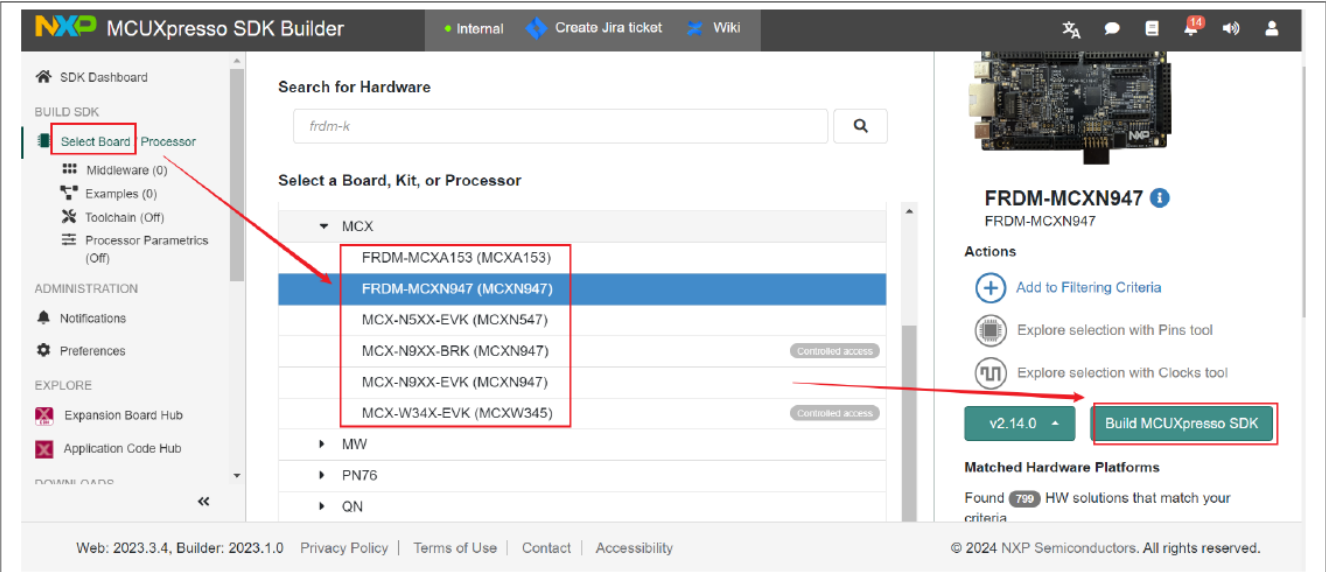 NXP MCUXpresso SDK Builder
Internal
Create Jira ticket
Wiki
14
SDK Dashboard
BUILD SDK
Select Board / Processor
Middleware (0)
Examples (0)
Toolchain (Off)
Processor Parametrics
(Off)
ADMINISTRATION
Notifications
Preferences
EXPLORE
Expansion Board Hub
Application Code Hub
DOWNLOADS
«
Search for Hardware
frdm-k
Select a Board, Kit, or Processor
MCX
FRDM-MCXA153 (MCXA153)
FRDM-MCXN947 (MCXN947)
MCX-N5XX-EVK (MCXN547)
MCX-N9XX-BRK (MCXN947) Controlled access
MCX-N9XX-EVK (MCXN947)
MCX-W34X-EVK (MCXW345) Controlled access
MW
PN76
QN
NXP
FRDM-MCXN947
FRDM-MCXN947
Actions
Add to Filtering Criteria
Explore selection with Pins tool
Explore selection with Clocks tool
v2.14.0
Build MCUXpresso SDK
Matched Hardware Platforms
Found 799 HW solutions that match your
criteria
Web: 2023.3.4, Builder: 2023.1.0 Privacy Policy | Terms of Use | Contact | Accessibility
© 2024 NXP Semiconductors. All rights reserved.